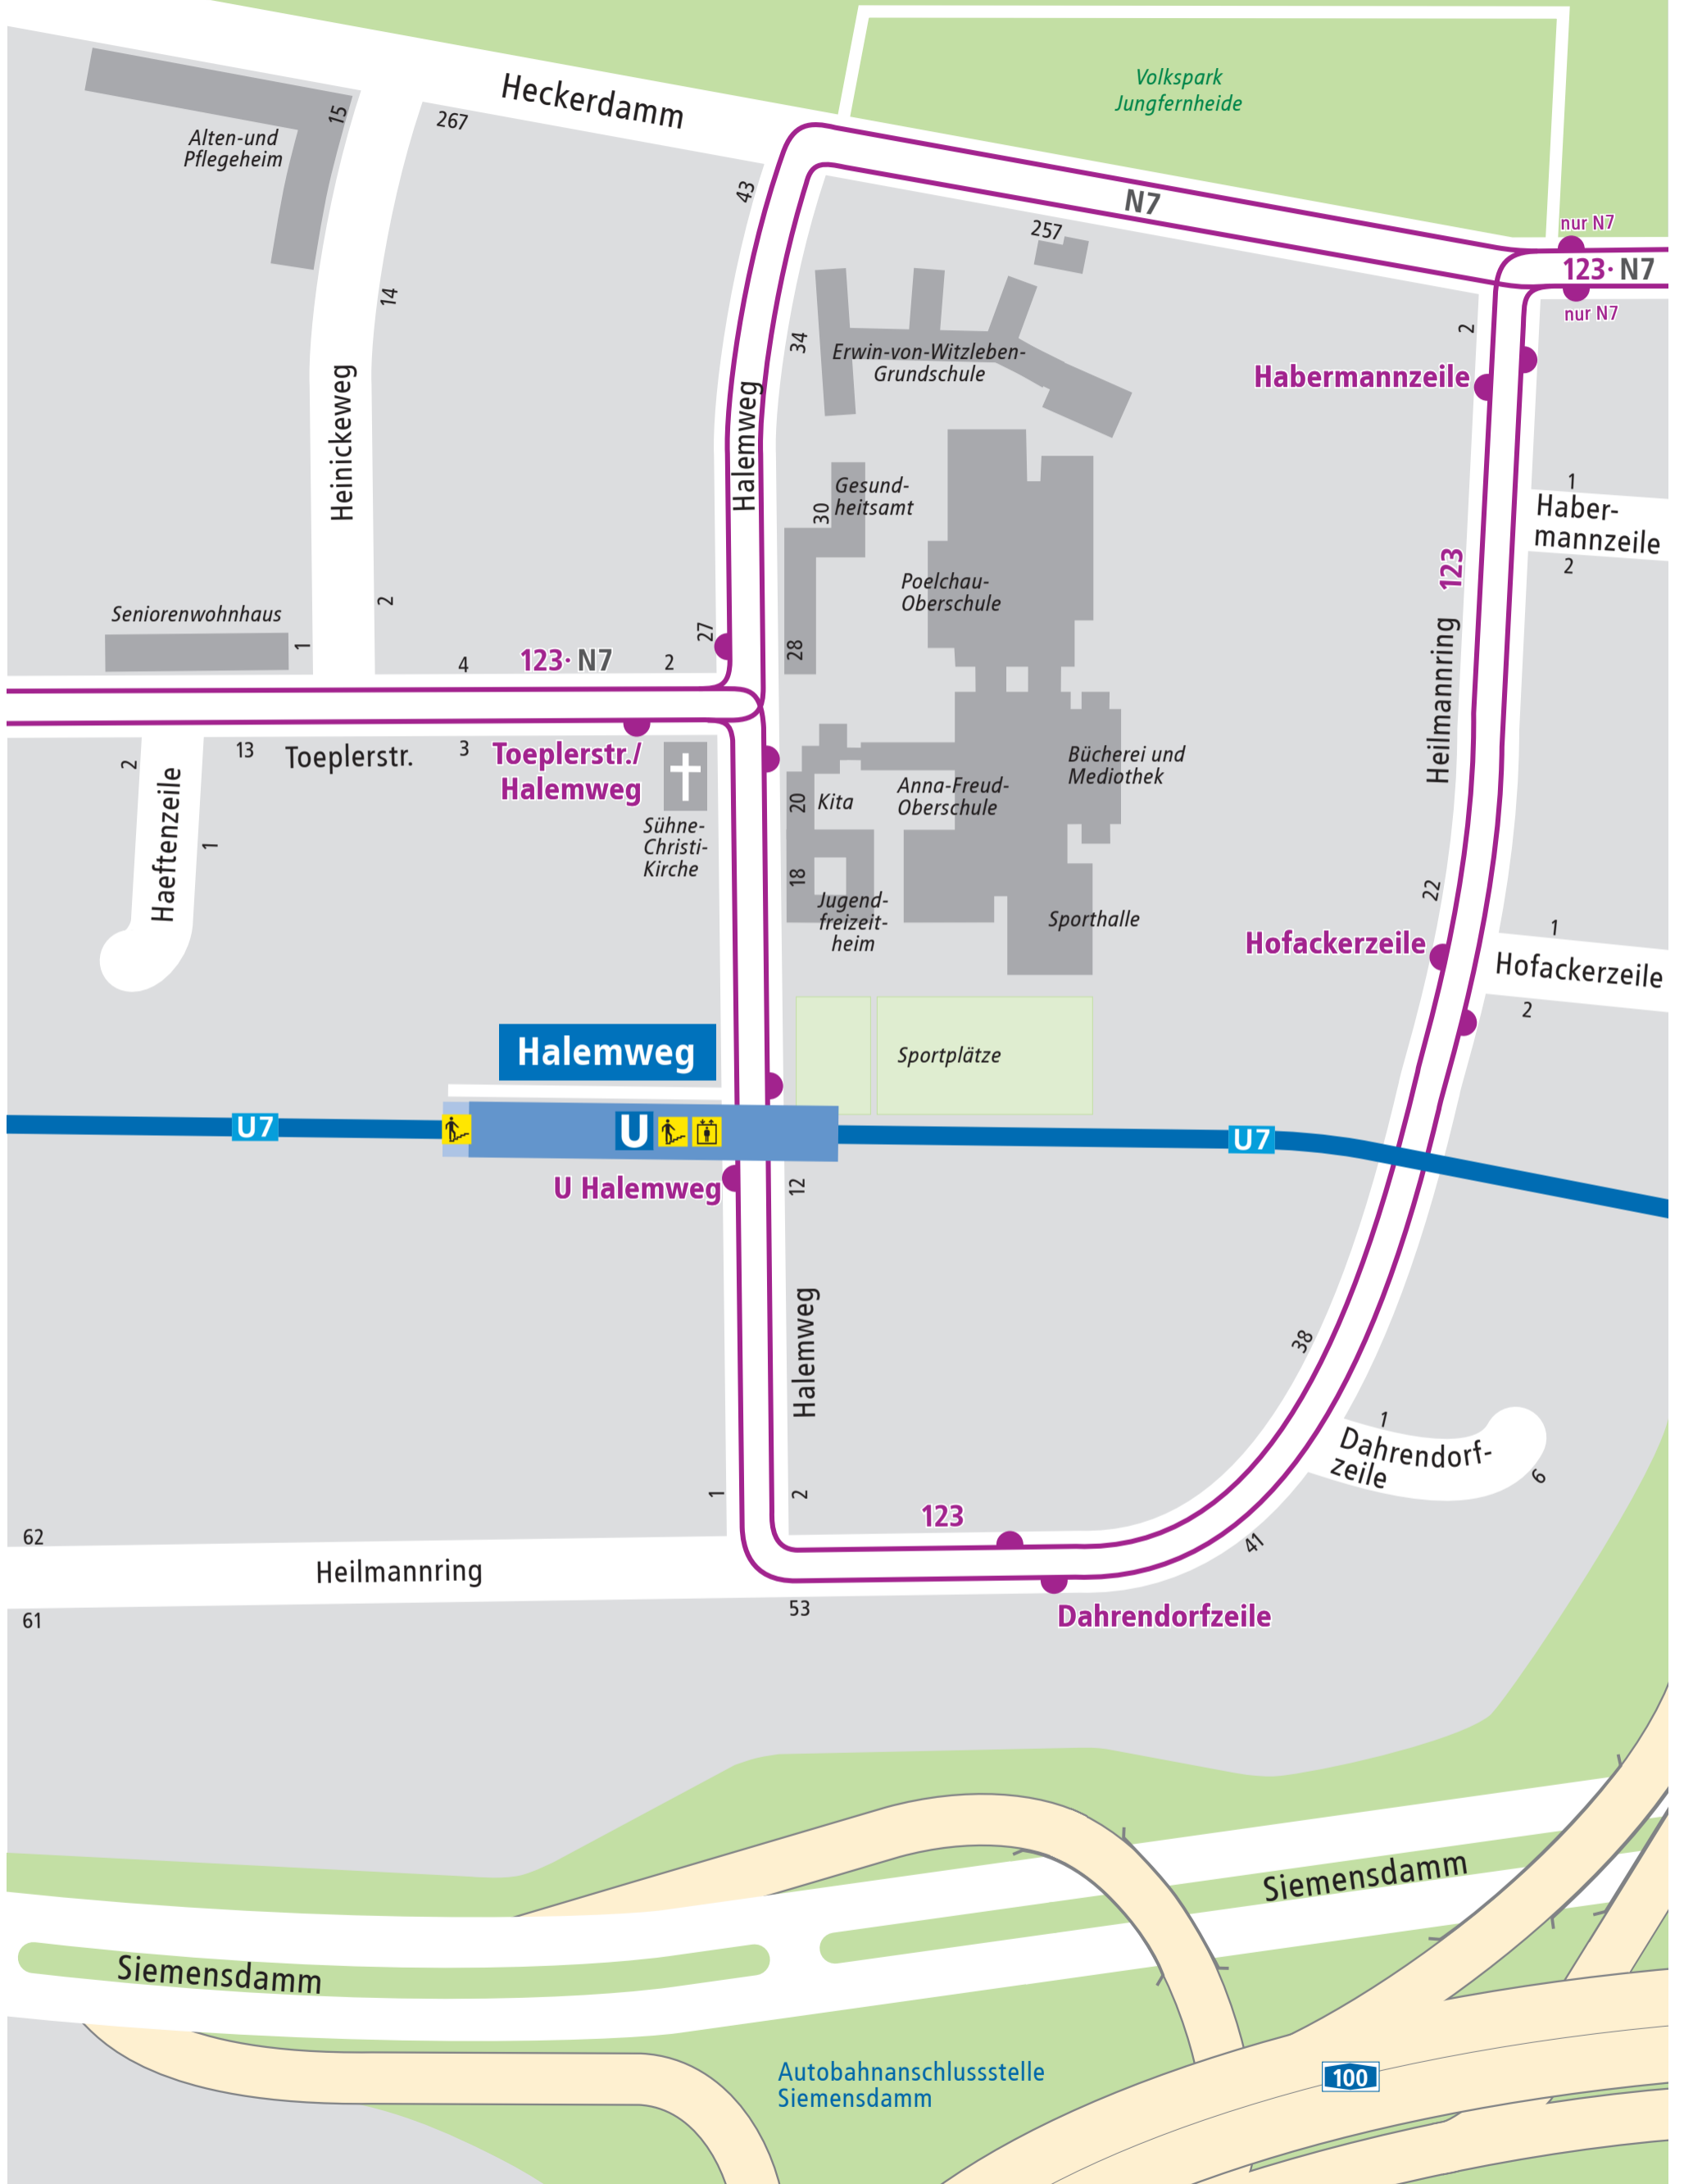 Volkspark
Jungfernheide
Heckerdamm
15
267
Alten-und
Pflegeheim
43
N7
nur N7
257
123· N7
nur N7
14
34
2
Erwin-von-Witzleben-
Grundschule
Habermannzeile
Heinickeweg
Halemweg
Gesund-
heitsamt
30
1
Haber-
mannzeile
2
123
Poelchau-
Oberschule
Seniorenwohnhaus
2
1
27
28
4
123· N7
2
Heilmannring
2
13
Toeplerstr.
3
Toeplerstr./
Halemweg
Bücherei und
Mediothek
Haeftenzeile
1
20
Kita
Anna-Freud-
Oberschule
Sühne-
Christi-
Kirche
18
22
Jugend-
freizeit-
heim
Sporthalle
Hofackerzeile
1
Hofackerzeile
2
Halemweg
Sportplätze
U7
U
U7
U Halemweg
12
Halemweg
38
1
Dahrendorf-
zeile
6
1
2
123
41
62
Heilmannring
61
53
Dahrendorfzeile
Siemensdamm
Siemensdamm
Autobahnanschlussstelle
Siemensdamm
100